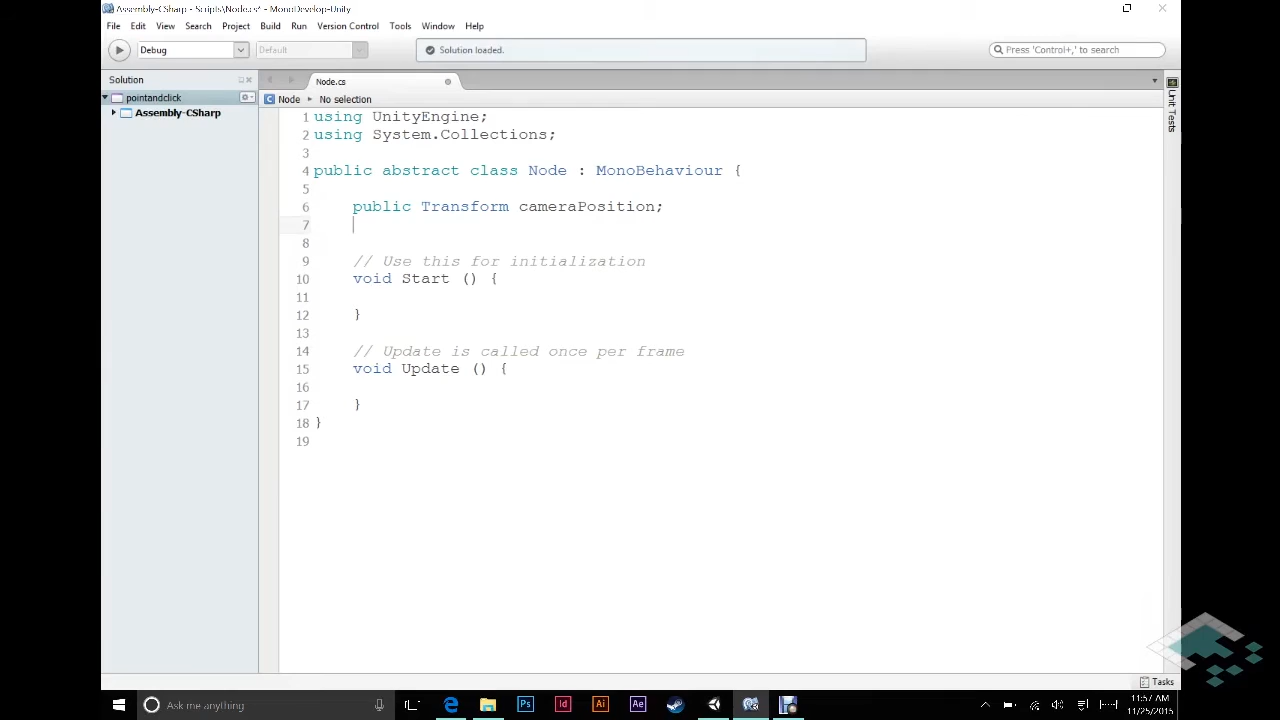 Assembly-CSharp - Scripts\Node.cs* - MonoDevelop-Unity
File Edit View Search Project Build Run Version Control Tools Window Help
Debug Default Solution loaded. Press 'Control+,' to search
Solution Node.cs
pointandclick Node No selection
Assembly-CSharp
Unit Tests
1 using UnityEngine;
2 using System.Collections;
3
4 public abstract class Node : MonoBehaviour {
5
6 public Transform cameraPosition;
7
8
9 // Use this for initialization
10 void Start () {
11
12 }
13
14 // Update is called once per frame
15 void Update () {
16
17 }
18 }
19
Tasks
Ask me anything Ps Id Ai Ae 11:57 AM
11/25/2015